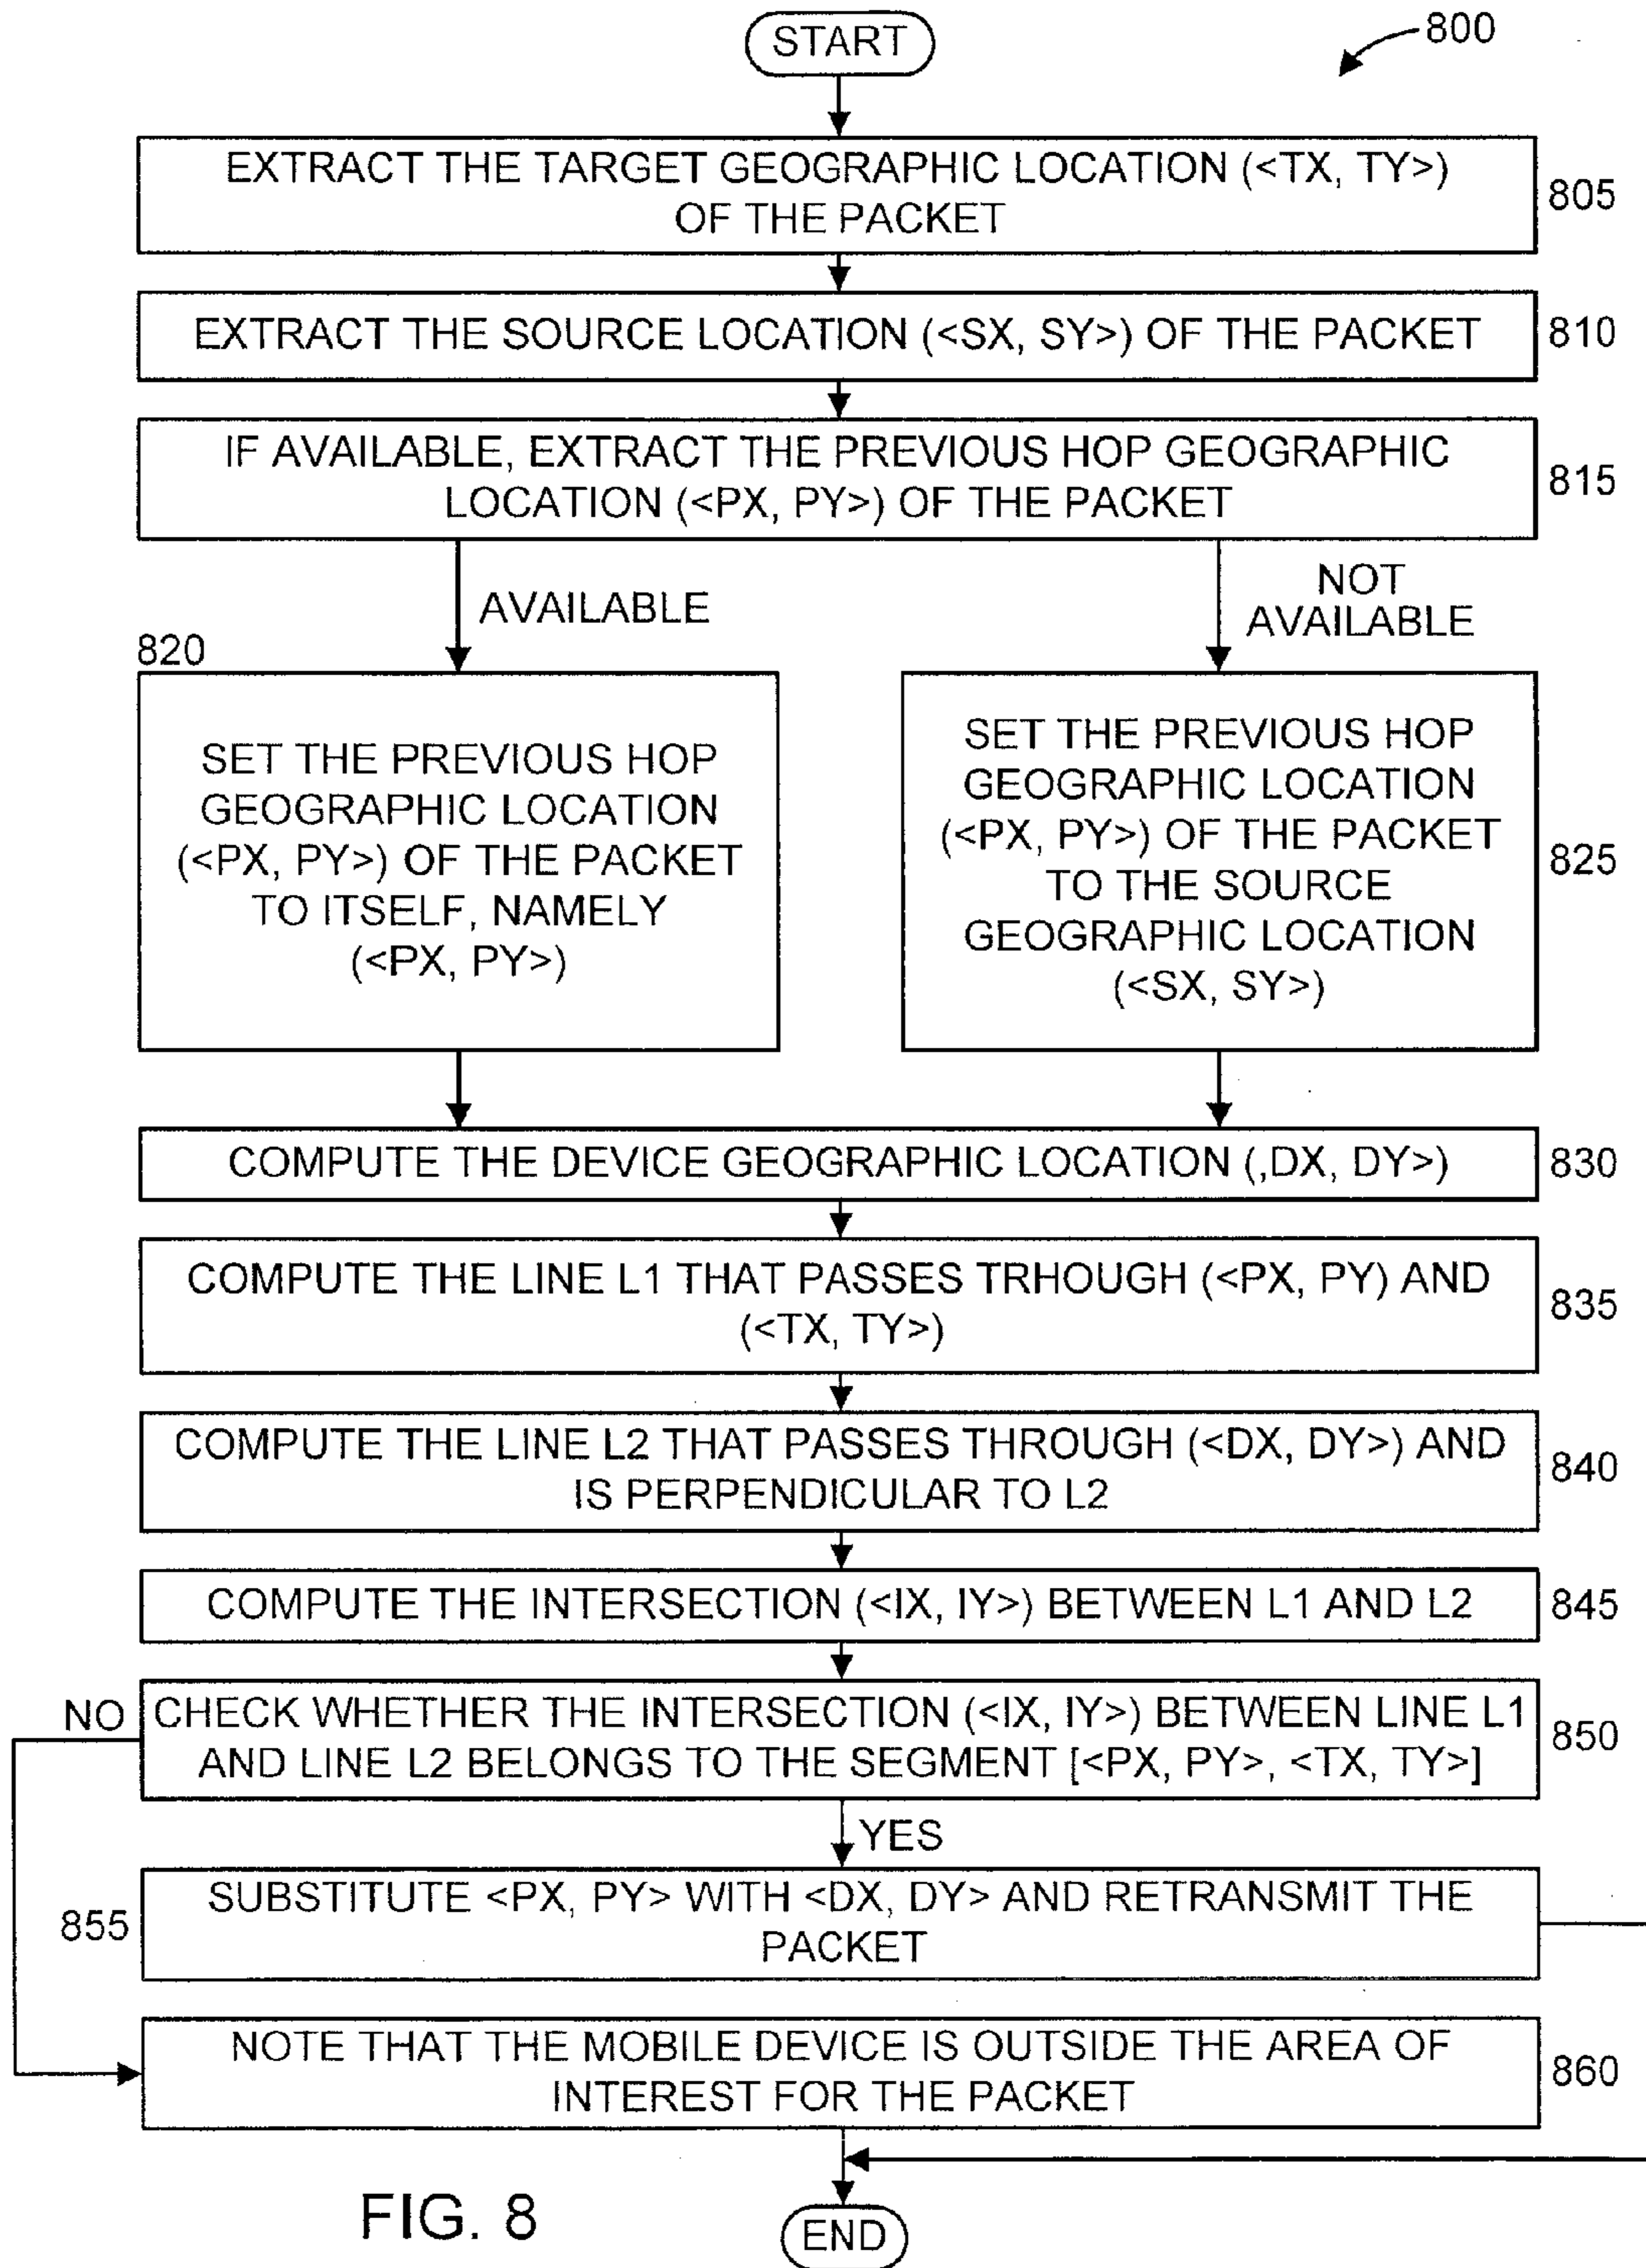 START
800
EXTRACT THE TARGET GEOGRAPHIC LOCATION (<TX, TY>)
OF THE PACKET
805
EXTRACT THE SOURCE LOCATION (<SX, SY>) OF THE PACKET
810
IF AVAILABLE, EXTRACT THE PREVIOUS HOP GEOGRAPHIC
LOCATION (<PX, PY>) OF THE PACKET
815
AVAILABLE
NOT
AVAILABLE
820
SET THE PREVIOUS HOP
GEOGRAPHIC LOCATION
(<PX, PY>) OF THE PACKET
TO ITSELF, NAMELY
(<PX, PY>)
SET THE PREVIOUS HOP
GEOGRAPHIC LOCATION
(<PX, PY>) OF THE PACKET
TO THE SOURCE
GEOGRAPHIC LOCATION
(<SX, SY>)
825
COMPUTE THE DEVICE GEOGRAPHIC LOCATION (,DX, DY>)
830
COMPUTE THE LINE L1 THAT PASSES TRHOUGH (<PX, PY) AND
(<TX, TY>)
835
COMPUTE THE LINE L2 THAT PASSES THROUGH (<DX, DY>) AND
IS PERPENDICULAR TO L2
840
COMPUTE THE INTERSECTION (<IX, IY>) BETWEEN L1 AND L2
845
NO
CHECK WHETHER THE INTERSECTION (<IX, IY>) BETWEEN LINE L1
AND LINE L2 BELONGS TO THE SEGMENT [<PX, PY>, <TX, TY>]
850
YES
SUBSTITUTE <PX, PY> WITH <DX, DY> AND RETRANSMIT THE
PACKET
855
NOTE THAT THE MOBILE DEVICE IS OUTSIDE THE AREA OF
INTEREST FOR THE PACKET
860
FIG. 8
END